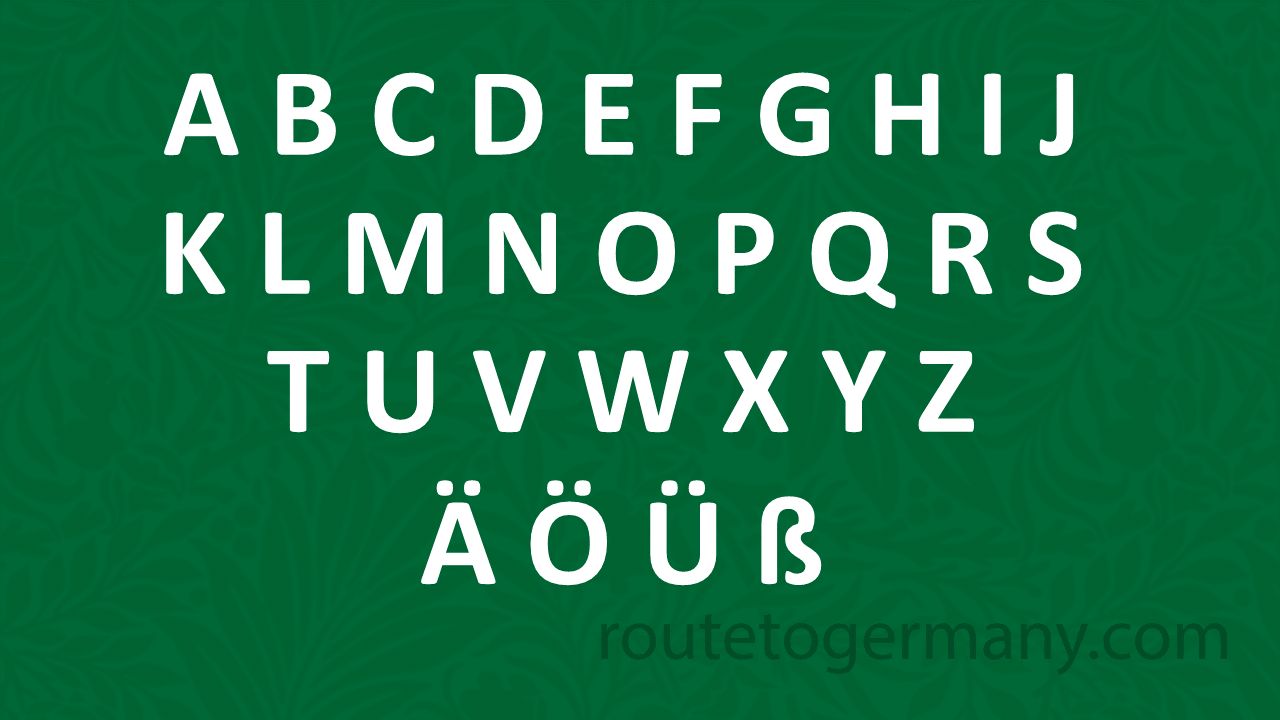 A B C D E F G H I J
K L M N O P Q R S
T U V W X Y Z
Ä Ö Ü ß
routetogermany.com